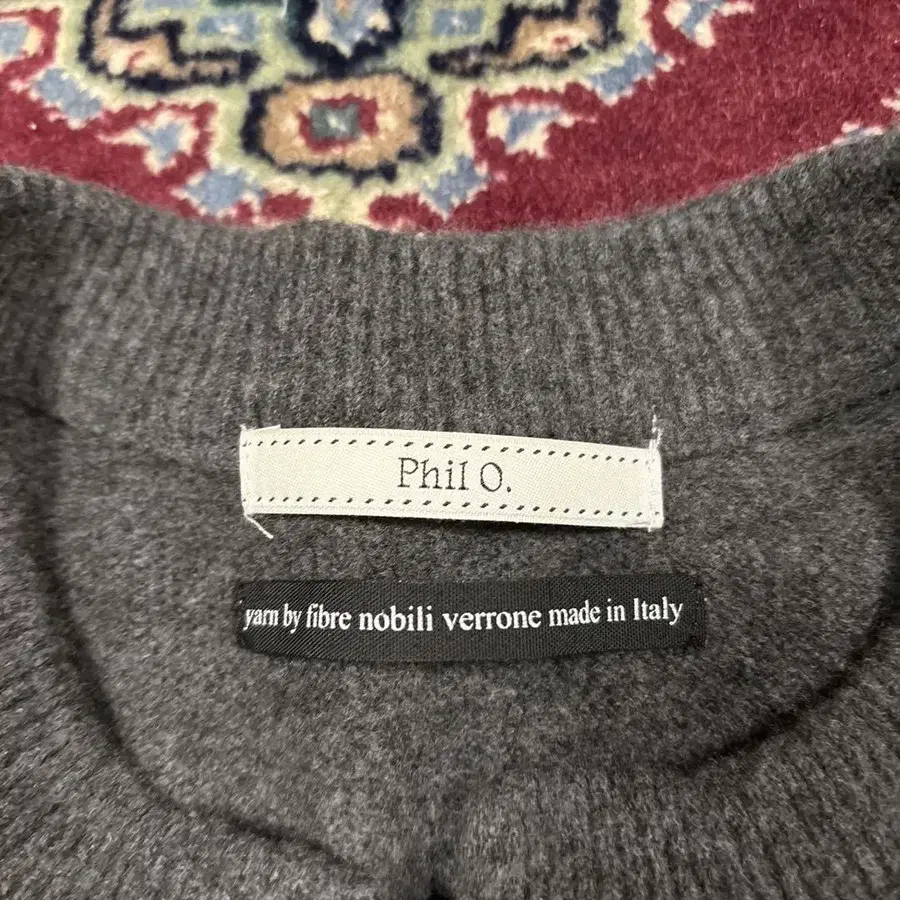 Phil O.
yarn by fibre nobili verrone made in Italy